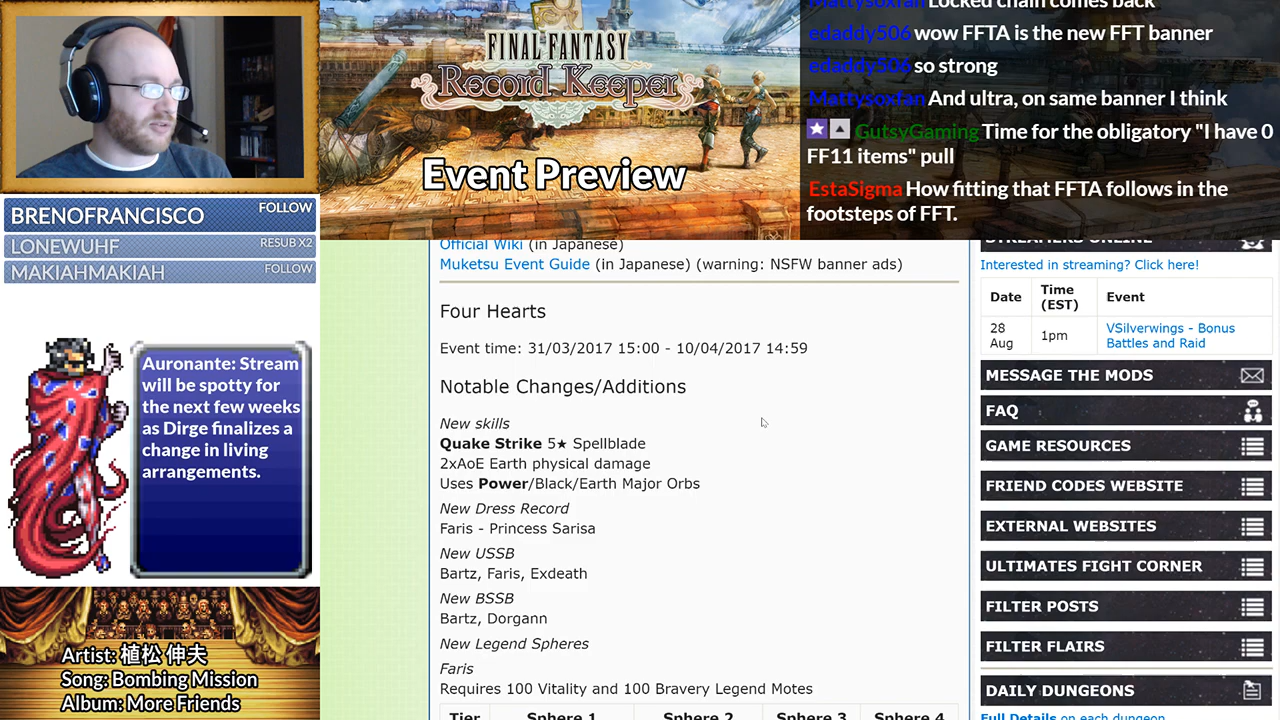 BRENOFRANCISCO FOLLOW
LONEWUHF RESUB X2
MAKIAHMAKIAH FOLLOW
Auronante: Stream
will be spotty for
the next few weeks
as Dirge finalizes a
change in living
arrangements.
Artist: 植松 伸夫
Song: Bombing Mission
Album: More Friends
FINAL FANTASY
Record Keeper
Event Preview
Mattysoxfan Locked chain comes back
edaddy506 wow FFTA is the new FFT banner
edaddy506 so strong
Mattysoxfan And ultra, on same banner I think
GutsyGaming Time for the obligatory "I have 0
FF11 items" pull
EstaSigma How fitting that FFTA follows in the
footsteps of FFT.
Official Wiki (in Japanese)
Muketsu Event Guide (in Japanese) (warning: NSFW banner ads)
Four Hearts
Event time: 31/03/2017 15:00 - 10/04/2017 14:59
Notable Changes/Additions
New skills
Quake Strike 5★ Spellblade
2xAoE Earth physical damage
Uses Power/Black/Earth Major Orbs
New Dress Record
Faris - Princess Sarisa
New USSB
Bartz, Faris, Exdeath
New BSSB
Bartz, Dorgann
New Legend Spheres
Faris
Requires 100 Vitality and 100 Bravery Legend Motes
Tier Sphere 1 Sphere 2 Sphere 3 Sphere 4
STREAMERS ONLINE
Interested in streaming? Click here!
Date Time (EST) Event
28 Aug 1pm VSilverwings - Bonus Battles and Raid
MESSAGE THE MODS
FAQ
GAME RESOURCES
FRIEND CODES WEBSITE
EXTERNAL WEBSITES
ULTIMATES FIGHT CORNER
FILTER POSTS
FILTER FLAIRS
DAILY DUNGEONS
Full Details on each dungeon